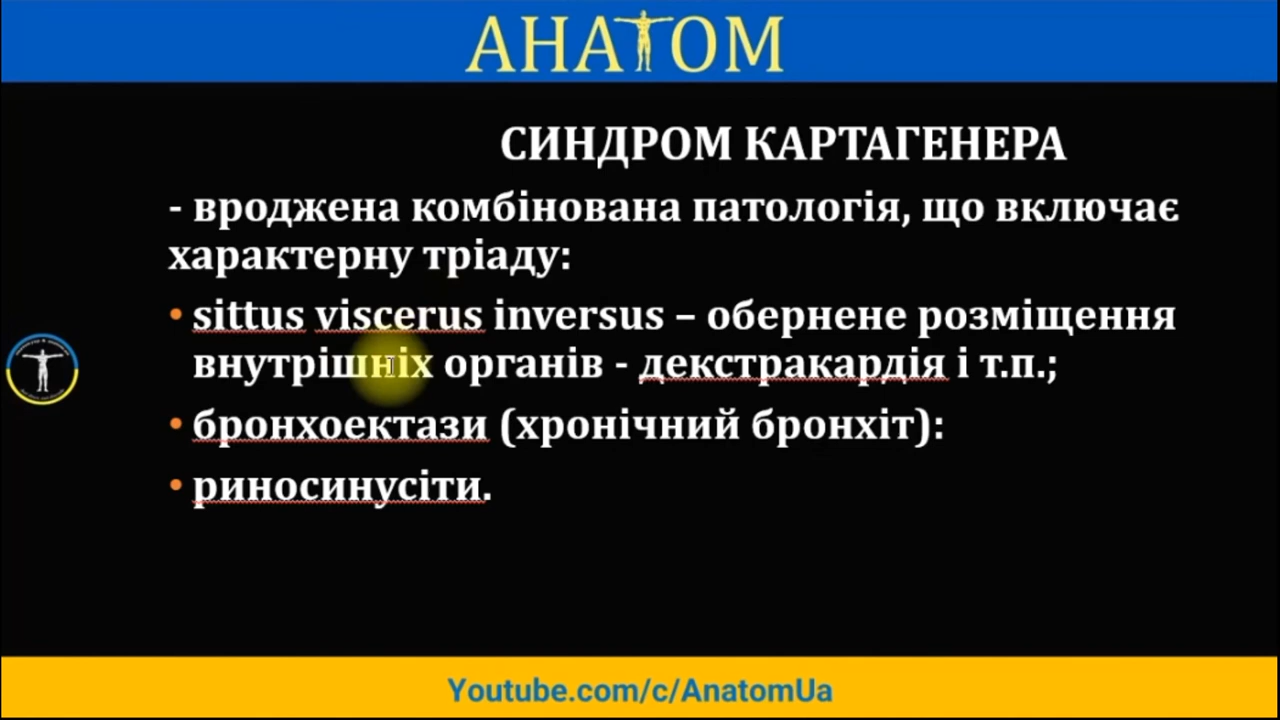 АНАТОМ
СИНДРОМ КАРТАГЕНЕРА
- вроджена комбінована патологія, що включає
характерну тріаду:
• sittus viscerus inversus – обернене розміщення
внутрішніх органів - декстракардія і т.п.;
• бронхоектази (хронічний бронхіт):
• риносинусіти.
Youtube.com/c/AnatomUa